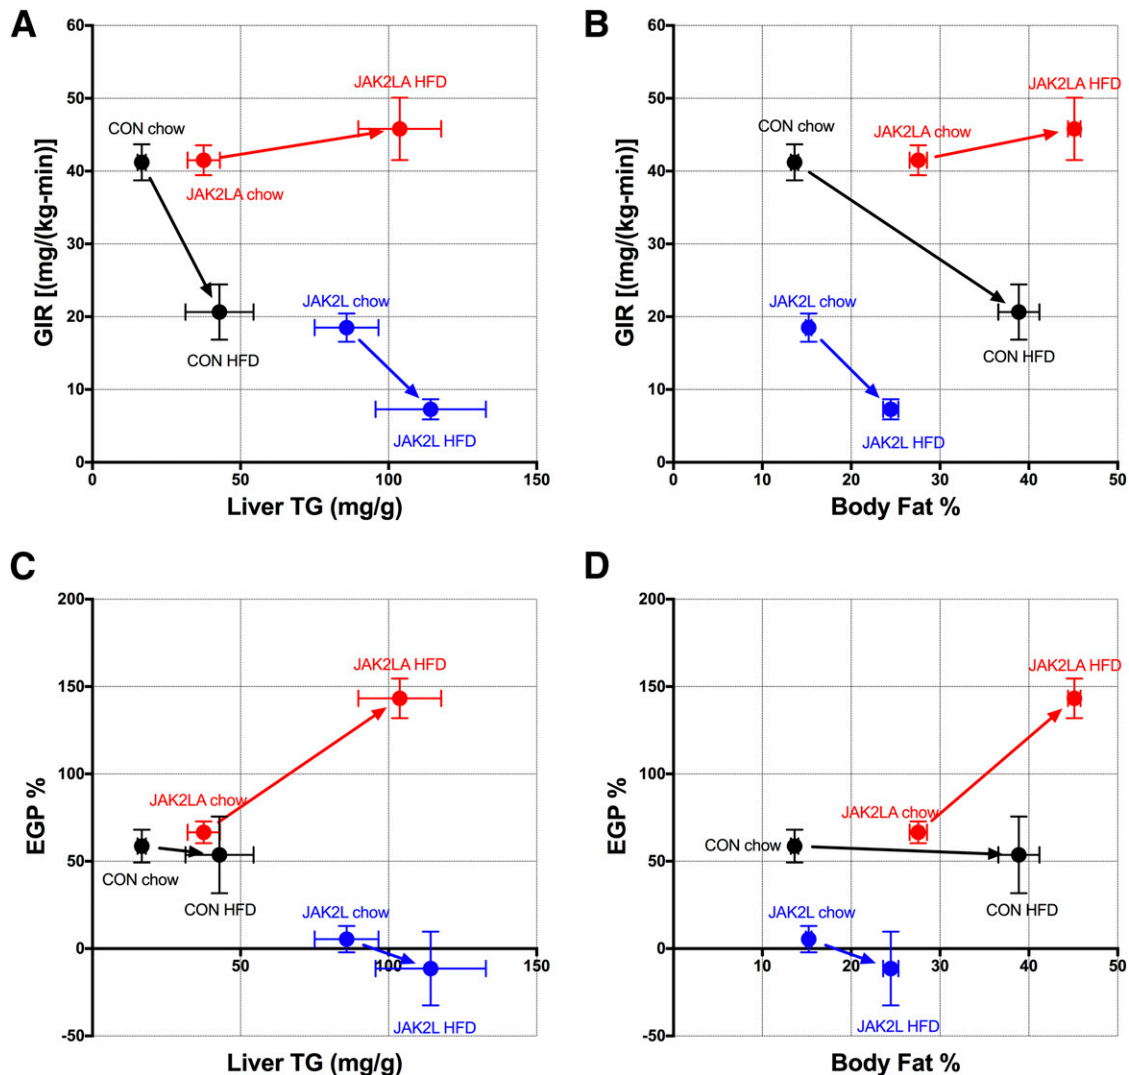 A
60
50
40
30
20
10
0
GIR [(mg/(kg-min)]
JAK2LA HFD
CON chow
JAK2LA chow
JAK2L chow
CON HFD
JAK2L HFD
0
50
100
150
Liver TG (mg/g)
B
60
50
40
30
20
10
0
GIR [(mg/(kg-min)]
JAK2LA HFD
CON chow
JAK2LA chow
JAK2L chow
CON HFD
JAK2L HFD
0
10
20
30
40
50
Body Fat %
C
200
150
100
50
0
-50
EGP %
JAK2LA HFD
JAK2LA chow
CON chow
CON HFD
JAK2L chow
50
100
150
JAK2L HFD
Liver TG (mg/g)
D
200
150
100
50
0
-50
EGP %
JAK2LA HFD
JAK2LA chow
CON chow
CON HFD
JAK2L chow
10
20
30
40
50
JAK2L HFD
Body Fat %